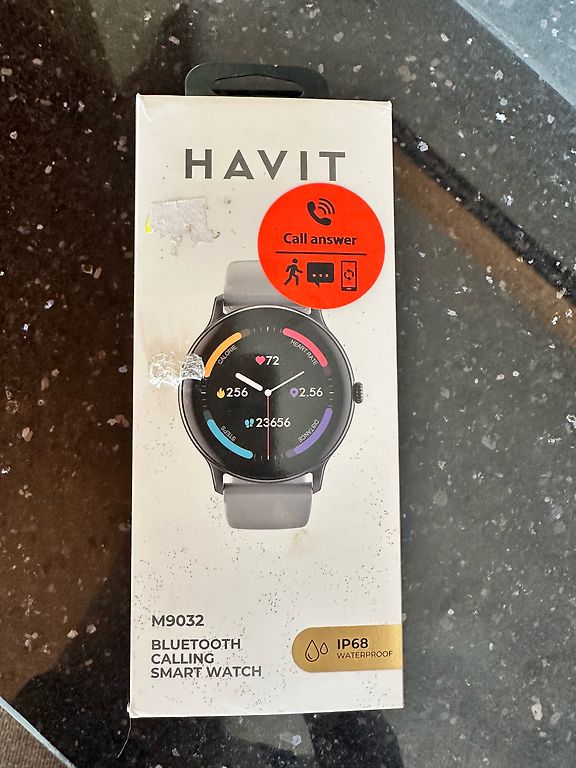 HAVIT
Call answer
CALORIE
HEART RATE
72
256
2.56
23656
STEPS
DISTANCE
M9032
BLUETOOTH
CALLING
SMART WATCH
IP68
WATERPROOF